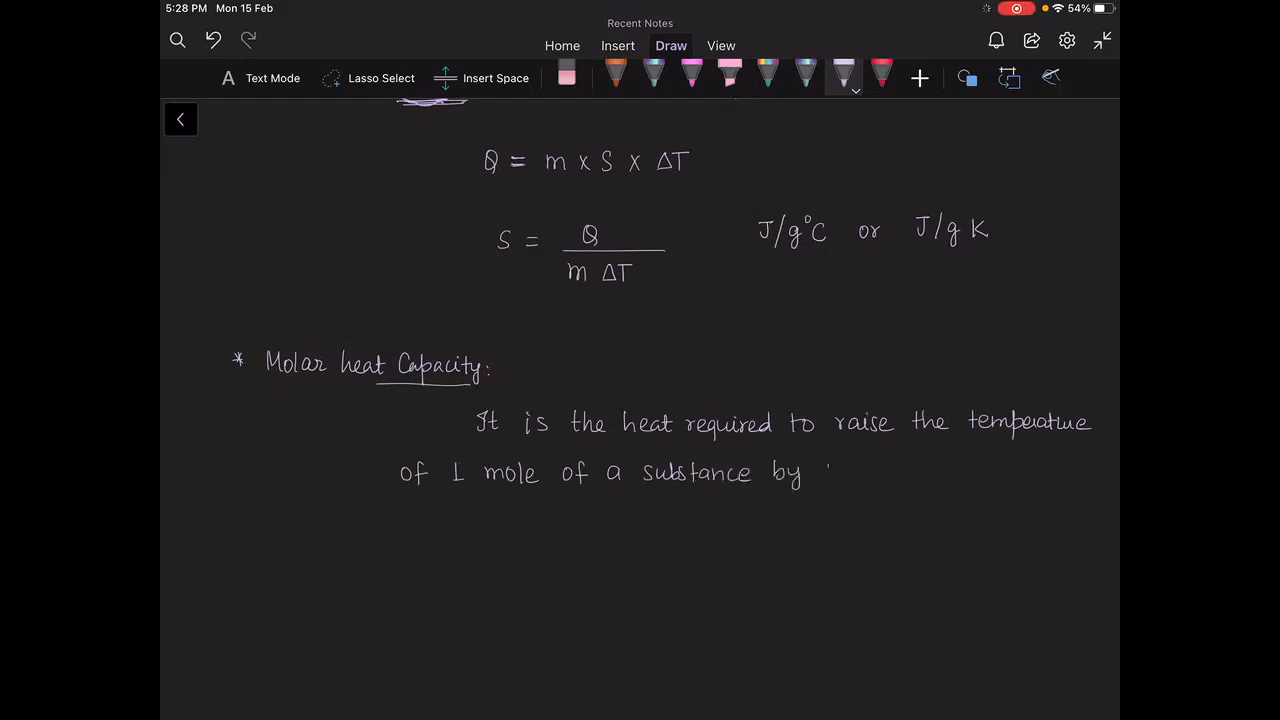 5:28 PM Mon 15 Feb
54%
Recent Notes
Home Insert Draw View
Text Mode Lasso Select Insert Space
Q = m x S x ΔT
S = Q / m ΔT
J/g°C or J/g K
* Molar heat Capacity:
It is the heat required to raise the temperature
of 1 mole of a substance by